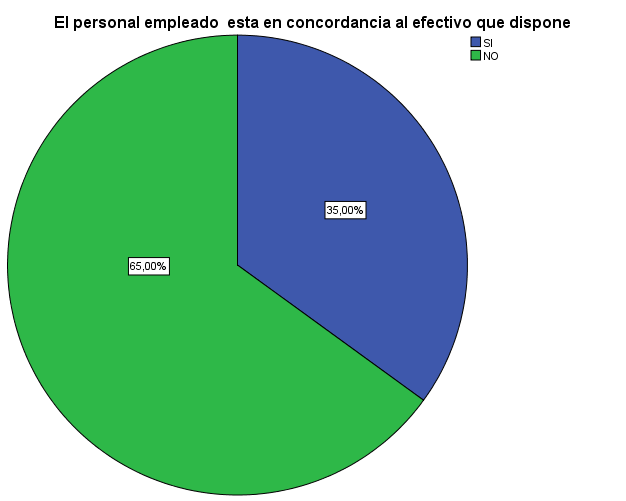 El personal empleado  esta en concordancia al efectivo que dispone
SI
NO
35,00%
65,00%